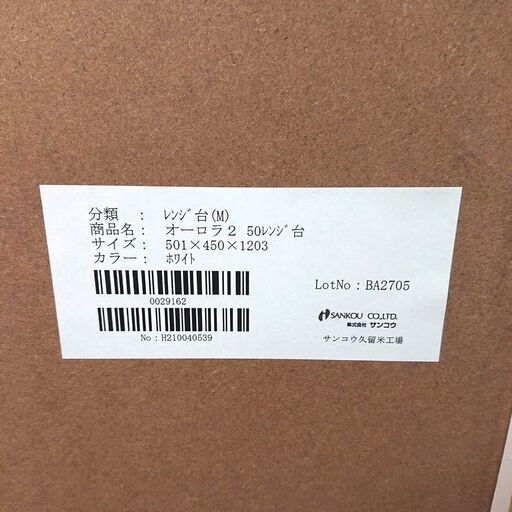 分類　：　ﾚﾝｼﾞ台(M)
商品名：　オーロラ２ 50ﾚﾝｼﾞ台
サイズ：　501×450×1203
カラー：　ﾎﾜｲﾄ
LotNo：BA2705
0029162
No：H210040539
SANKOU CO.,LTD.
株式会社 サンコウ
サンコウ久留米工場